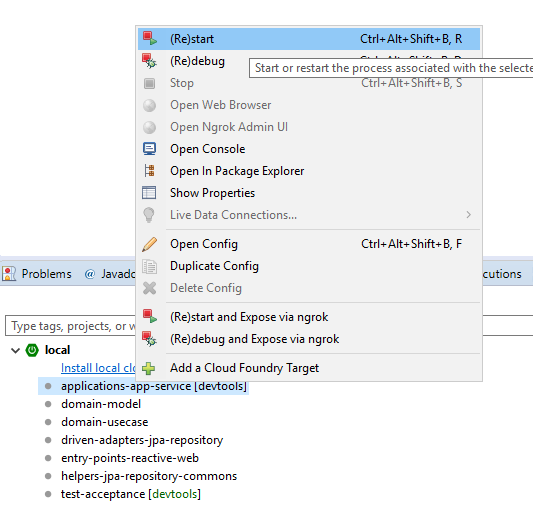 (Re)start Ctrl+Alt+Shift+B, R
(Re)debug
Start or restart the process associated with the selecte
Stop Ctrl+Alt+Shift+B, S
Open Web Browser
Open Ngrok Admin UI
Open Console
Open In Package Explorer
Show Properties
Live Data Connections...
Open Config Ctrl+Alt+Shift+B, F
Duplicate Config
Delete Config
(Re)start and Expose via ngrok
(Re)debug and Expose via ngrok
Add a Cloud Foundry Target
Problems @ Javado cutions
Type tags, projects, or w
local
Install local clo
applications-app-service [devtools]
domain-model
domain-usecase
driven-adapters-jpa-repository
entry-points-reactive-web
helpers-jpa-repository-commons
test-acceptance [devtools]